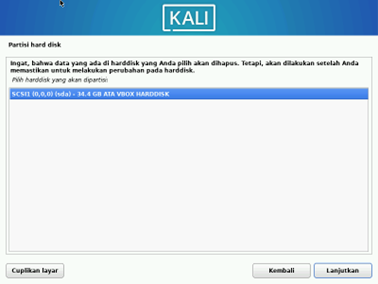 KALI
Partisi hard disk
Ingat, bahwa data yang ada di harddisk yang Anda pilih akan dihapus. Tetapi, akan dilakukan setelah Anda
memastikan untuk melakukan perubahan pada harddisk.
Pilih harddisk yang akan dipartisi:
SCSI1 (0,0,0) (sda) - 34.4 GB ATA VBOX HARDDISK
Cuplikan layar
Kembali
Lanjutkan